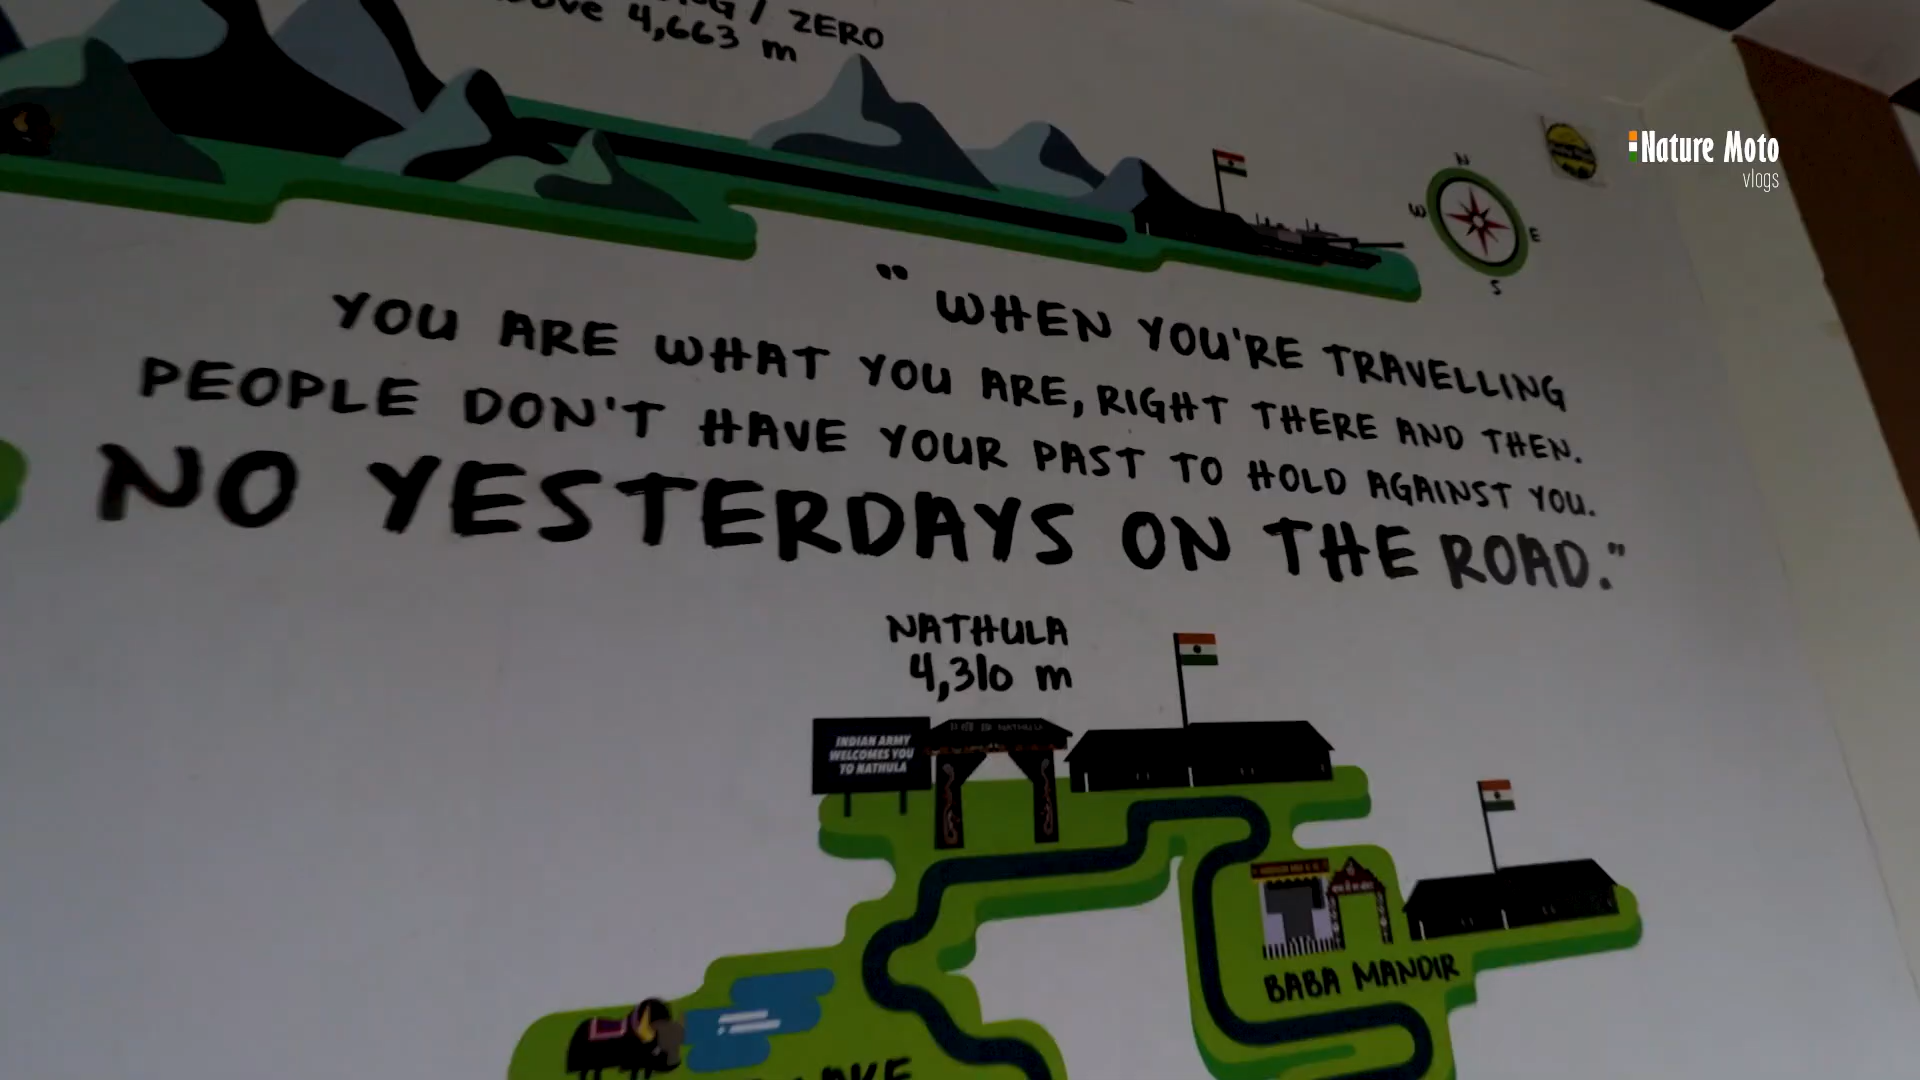 / ZERO
4,663 m
Nature Moto
vlogs
N
W
E
S
" WHEN YOU'RE TRAVELLING
YOU ARE WHAT YOU ARE, RIGHT THERE AND THEN.
PEOPLE DON'T HAVE YOUR PAST TO HOLD AGAINST YOU.
NO YESTERDAYS ON THE ROAD."
NATHULA
4,310 m
INDIAN ARMY
WELCOMES YOU
TO NATHULA
BABA MANDIR